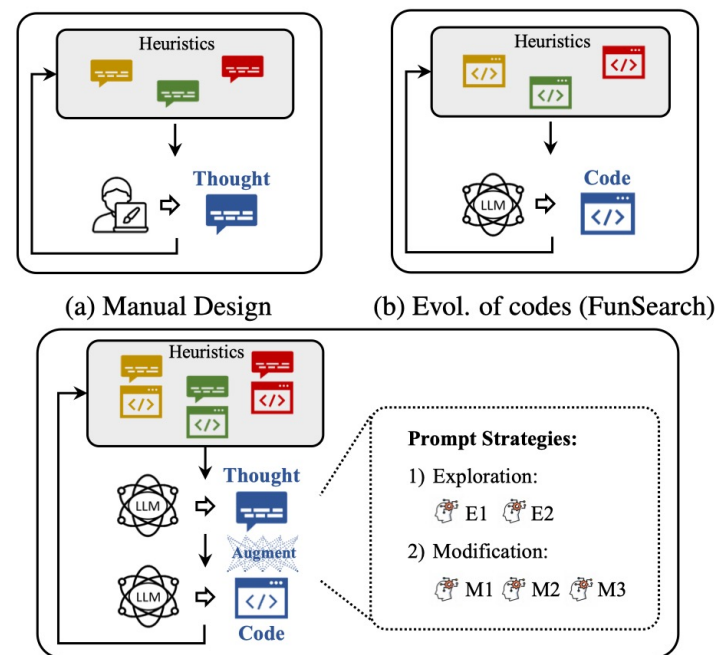 Heuristics
Thought
(a) Manual Design
Heuristics
</>
</>
</>
LLM
Code
</>
(b) Evol. of codes (FunSearch)
Heuristics
</>
</>
</>
LLM
Thought
Augment
LLM
</>
Code
Prompt Strategies:
1) Exploration:
E1 E2
2) Modification:
M1 M2 M3